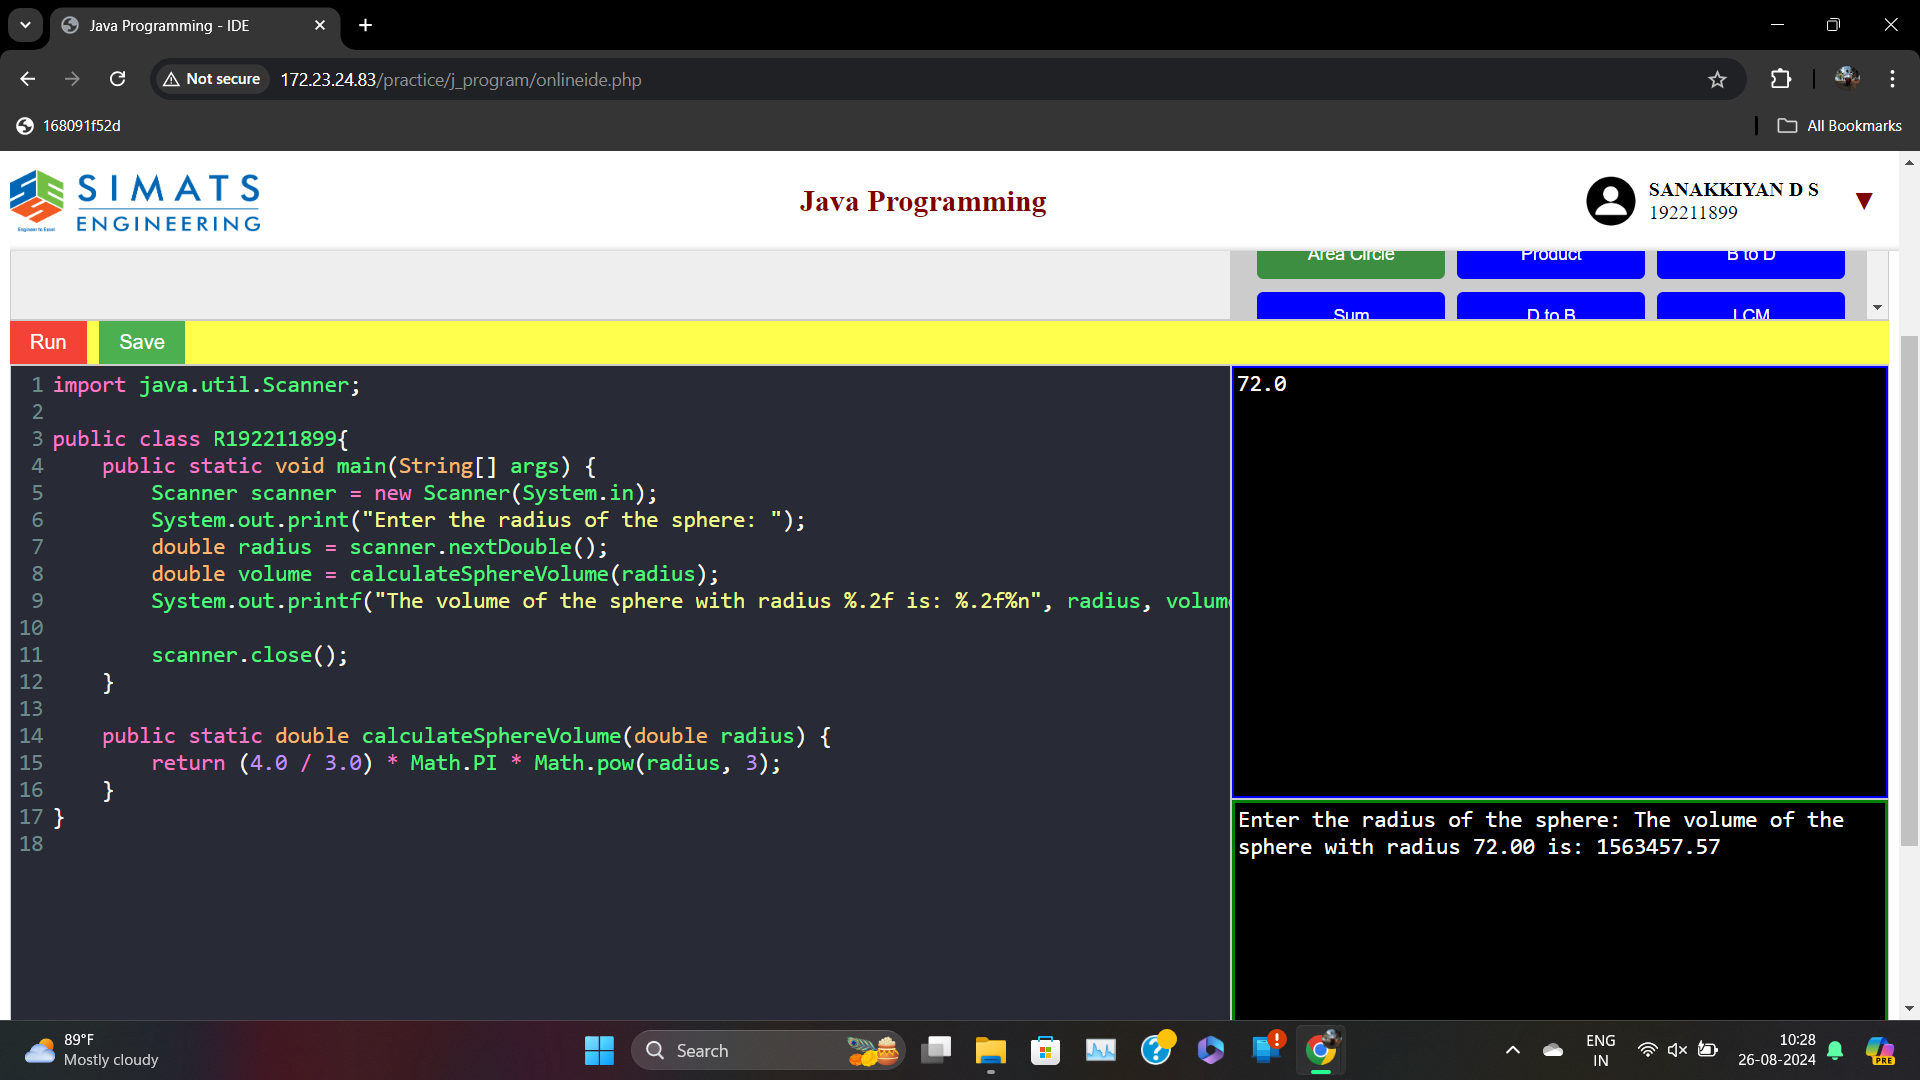 Java Programming - IDE
Not secure
172.23.24.83/practice/j_program/onlineide.php
168091f52d
All Bookmarks
SIMATS
ENGINEERING
Engineer to Excel
Java Programming
SANAKKIYAN D S
192211899
Area Circle
Product
B to D
Sum
D to B
LCM
Run
Save
1 import java.util.Scanner;
2
3 public class R192211899{
4     public static void main(String[] args) {
5         Scanner scanner = new Scanner(System.in);
6         System.out.print("Enter the radius of the sphere: ");
7         double radius = scanner.nextDouble();
8         double volume = calculateSphereVolume(radius);
9         System.out.printf("The volume of the sphere with radius %.2f is: %.2f%n", radius, volum
10
11         scanner.close();
12     }
13
14     public static double calculateSphereVolume(double radius) {
15         return (4.0 / 3.0) * Math.PI * Math.pow(radius, 3);
16     }
17 }
18
72.0
Enter the radius of the sphere: The volume of the
sphere with radius 72.00 is: 1563457.57
89°F
Mostly cloudy
Search
ENG
IN
10:28
26-08-2024
PRE